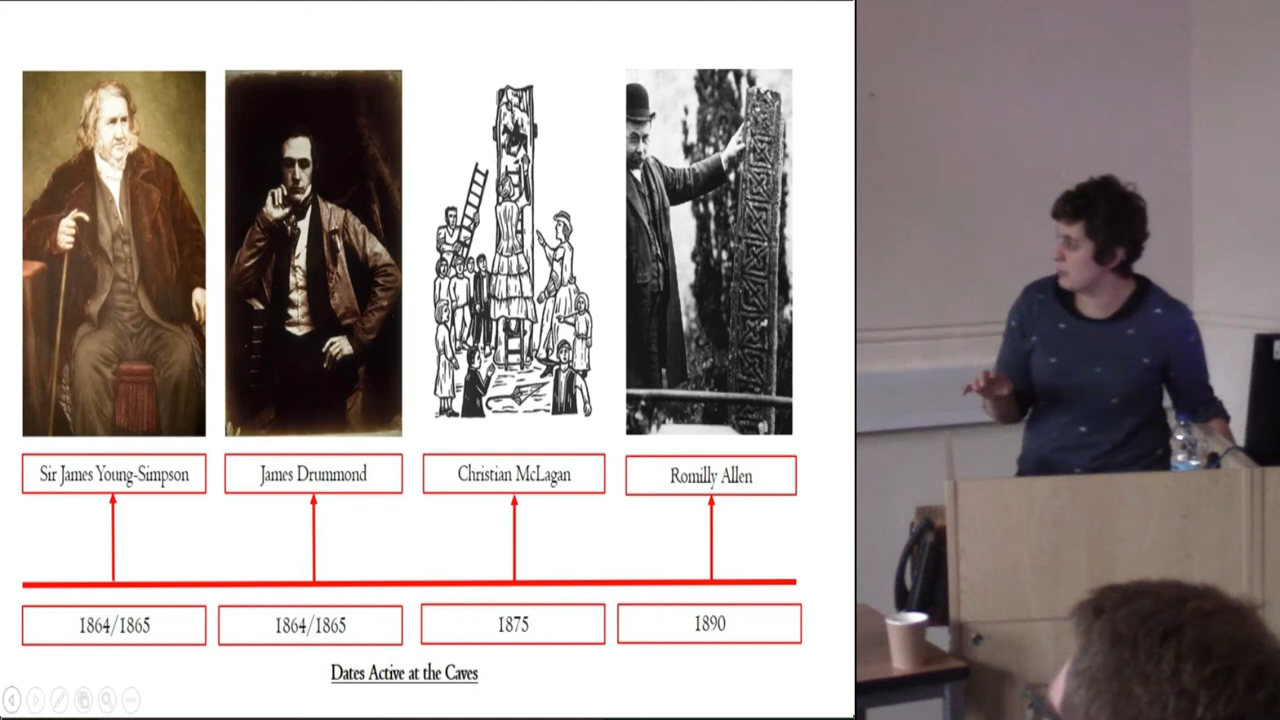 Sir James Young-Simpson
James Drummond
Christian McLagan
Romilly Allen
1864/1865
1864/1865
1875
1890
Dates Active at the Caves